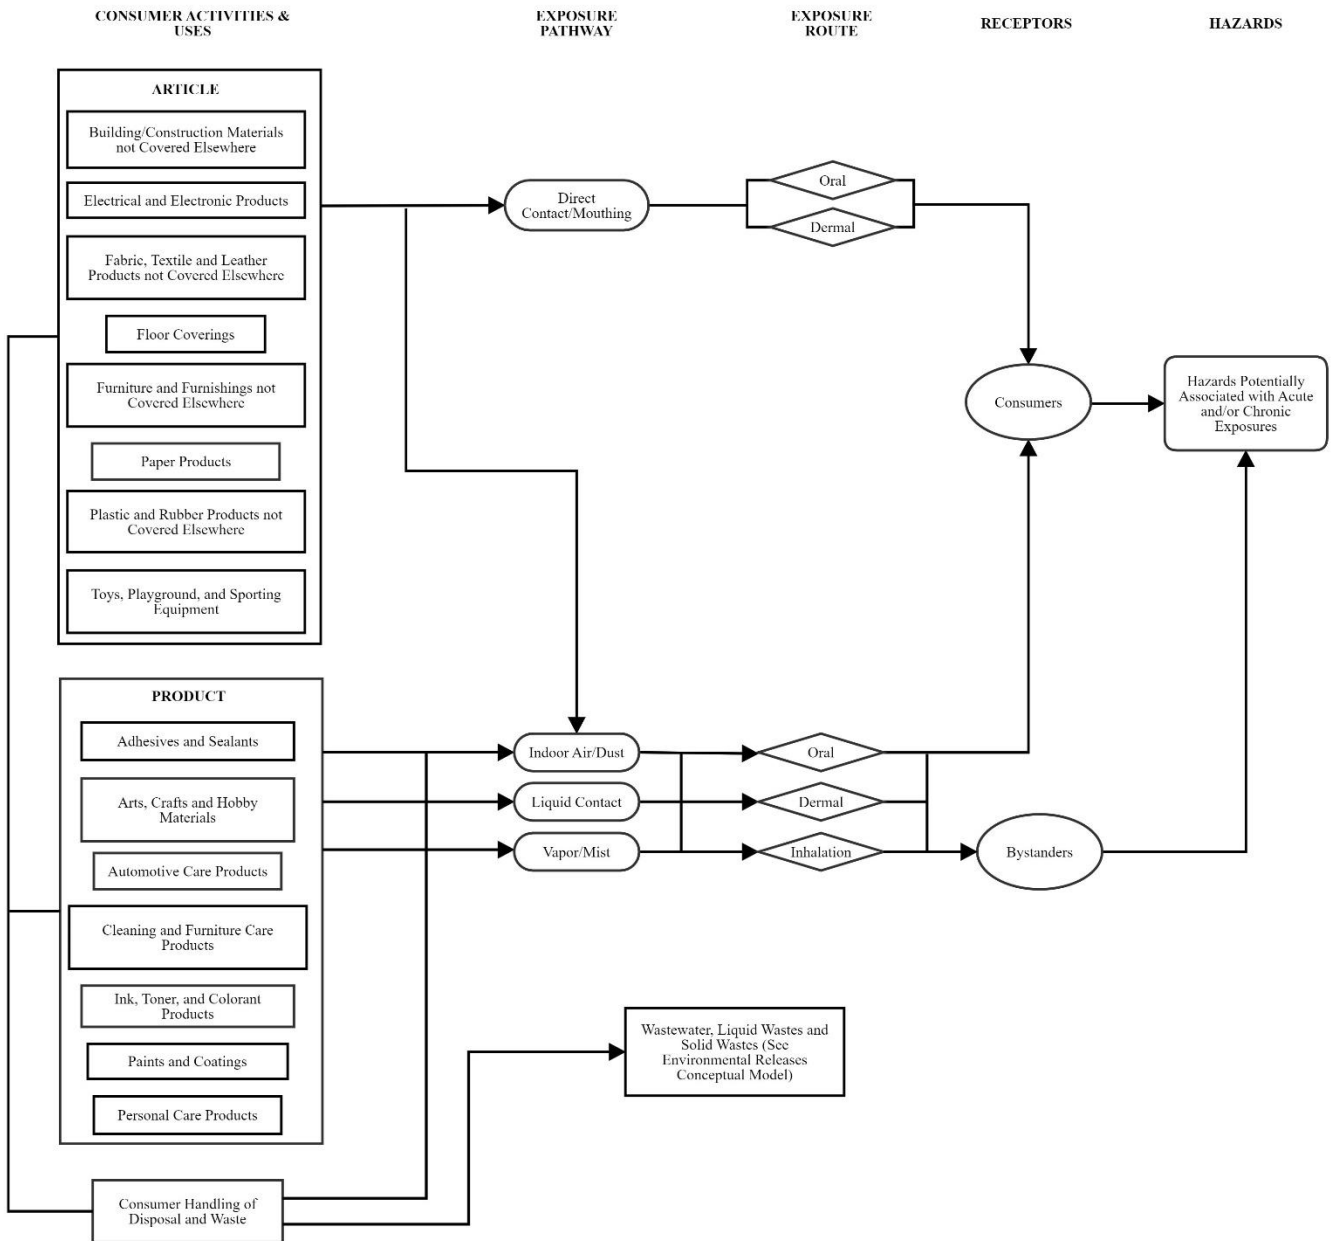 CONSUMER ACTIVITIES &
USES
EXPOSURE
PATHWAY
EXPOSURE
ROUTE
RECEPTORS
HAZARDS
ARTICLE
Building/Construction Materials
not Covered Elsewhere
Electrical and Electronic Products
Fabric, Textile and Leather
Products not Covered Elsewhere
Floor Coverings
Furniture and Furnishings not
Covered Elsewhere
Paper Products
Plastic and Rubber Products not
Covered Elsewhere
Toys, Playground, and Sporting
Equipment
Direct
Contact/Mouthing
Oral
Dermal
Consumers
Hazards Potentially
Associated with Acute
and/or Chronic
Exposures
PRODUCT
Adhesives and Sealants
Arts, Crafts and Hobby
Materials
Automotive Care Products
Cleaning and Furniture Care
Products
Ink, Toner, and Colorant
Products
Paints and Coatings
Personal Care Products
Indoor Air/Dust
Liquid Contact
Vapor/Mist
Oral
Dermal
Inhalation
Bystanders
Wastewater, Liquid Wastes and
Solid Wastes (See
Environmental Releases
Conceptual Model)
Consumer Handling of
Disposal and Waste